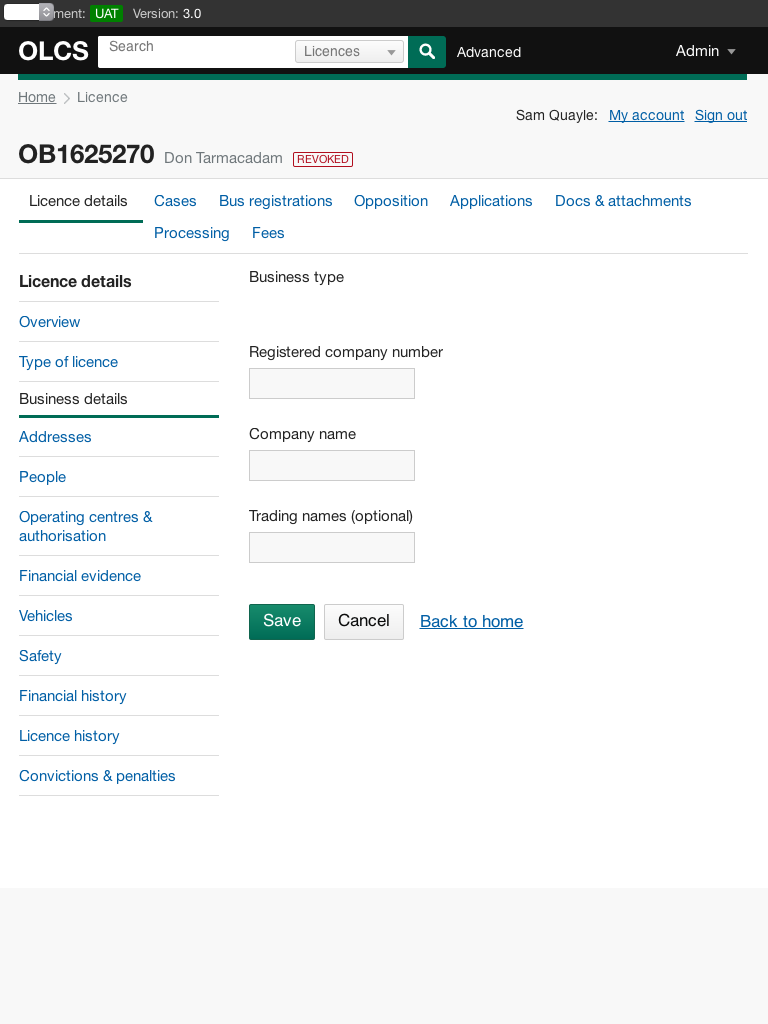 ment: UAT Version: 3.0
OLCS Search Licences Advanced Admin
Home Licence
Sam Quayle: My account Sign out
OB1625270 Don Tarmacadam REVOKED
Licence details Cases Bus registrations Opposition Applications Docs & attachments
Processing Fees
Licence details
Overview
Type of licence
Business details
Addresses
People
Operating centres &
authorisation
Financial evidence
Vehicles
Safety
Financial history
Licence history
Convictions & penalties
Business type
Registered company number
Company name
Trading names (optional)
Save Cancel Back to home